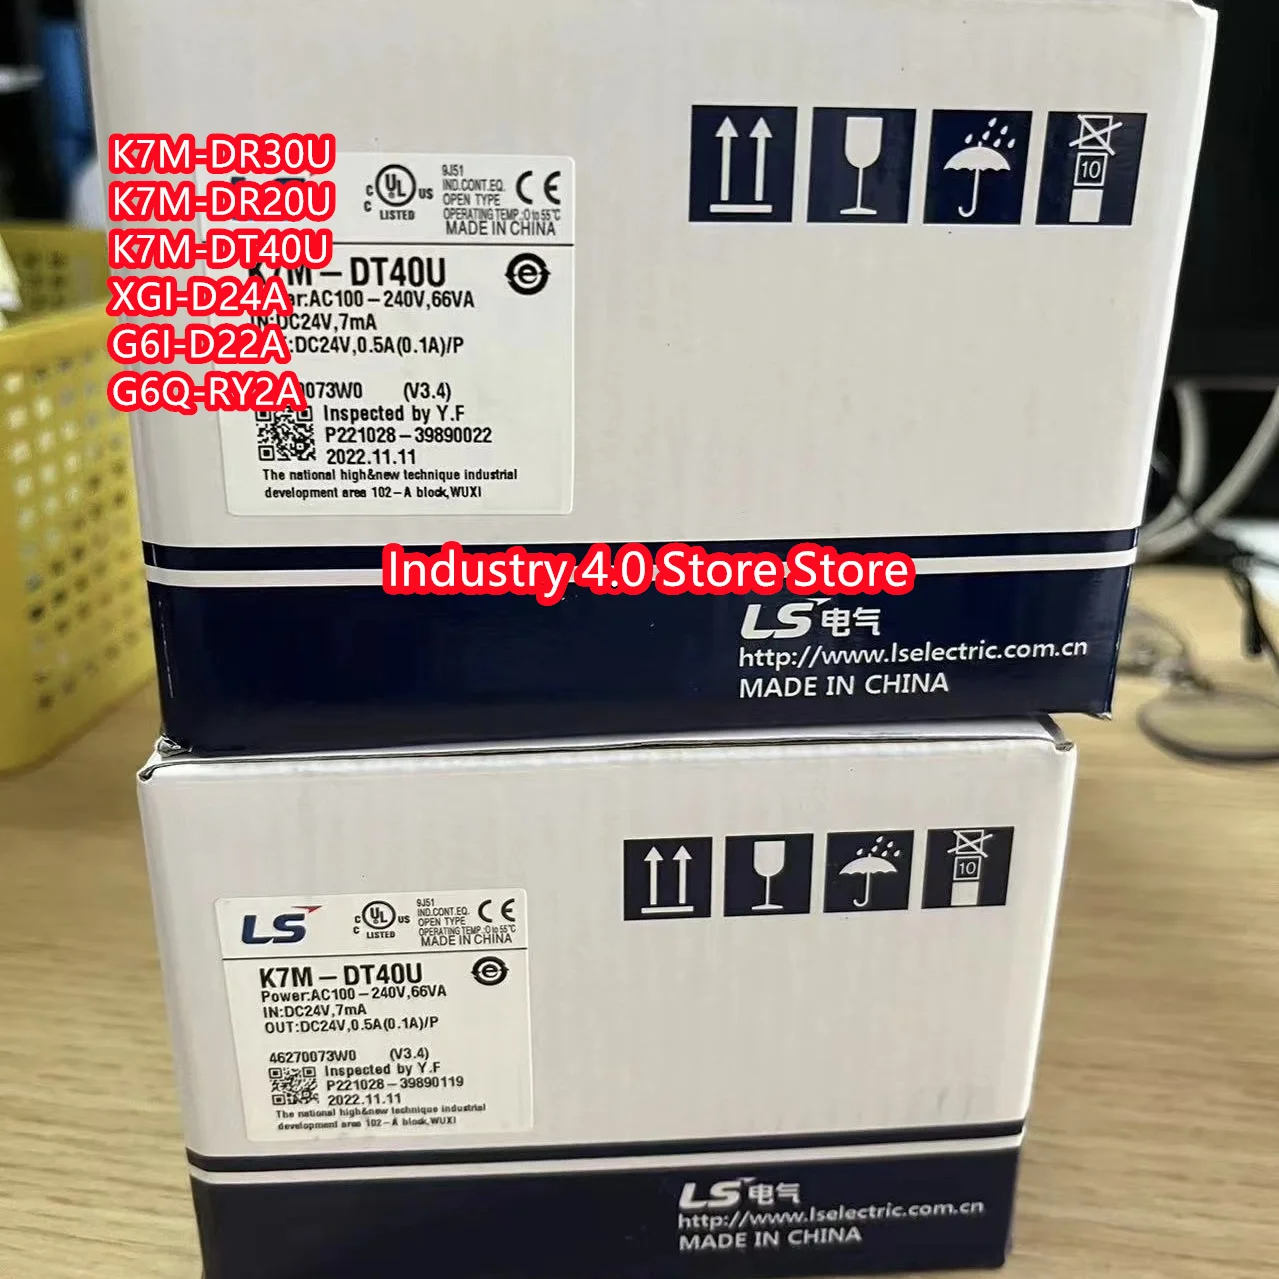 K7M-DR30U
K7M-DR20U
K7M-DT40U
XGI-D24A
G6I-D22A
G6Q-RY2A
C UL US
C LISTED
9J51
IND.CONT.EQ.
OPEN TYPE
OPERATING TEMP.:0 to 55℃
MADE IN CHINA
CE
K7M-DT40U
e
AC100-240V,66VA
IN:DC24V,7mA
:DC24V,0.5A(0.1A)/P
0073W0 (V3.4)
Inspected by Y.F
P221028-39890022
2022.11.11
The national high&new technique industrial
development area 102-A block,WUXI
10
Industry 4.0 Store Store
LS电气
http://www.lselectric.com.cn
MADE IN CHINA
LS
C UL US
C LISTED
9J51
IND.CONT.EQ.
OPEN TYPE
OPERATING TEMP.:0 to 55℃
MADE IN CHINA
CE
K7M-DT40U
e
Power:AC100-240V,66VA
IN:DC24V,7mA
OUT:DC24V,0.5A(0.1A)/P
46270073W0 (V3.4)
Inspected by Y.F
P221028-39890119
2022.11.11
The national high&new technique industrial
development area 102-A block,WUXI
10
LS电气
http://www.lselectric.com.cn
MADE IN CHINA